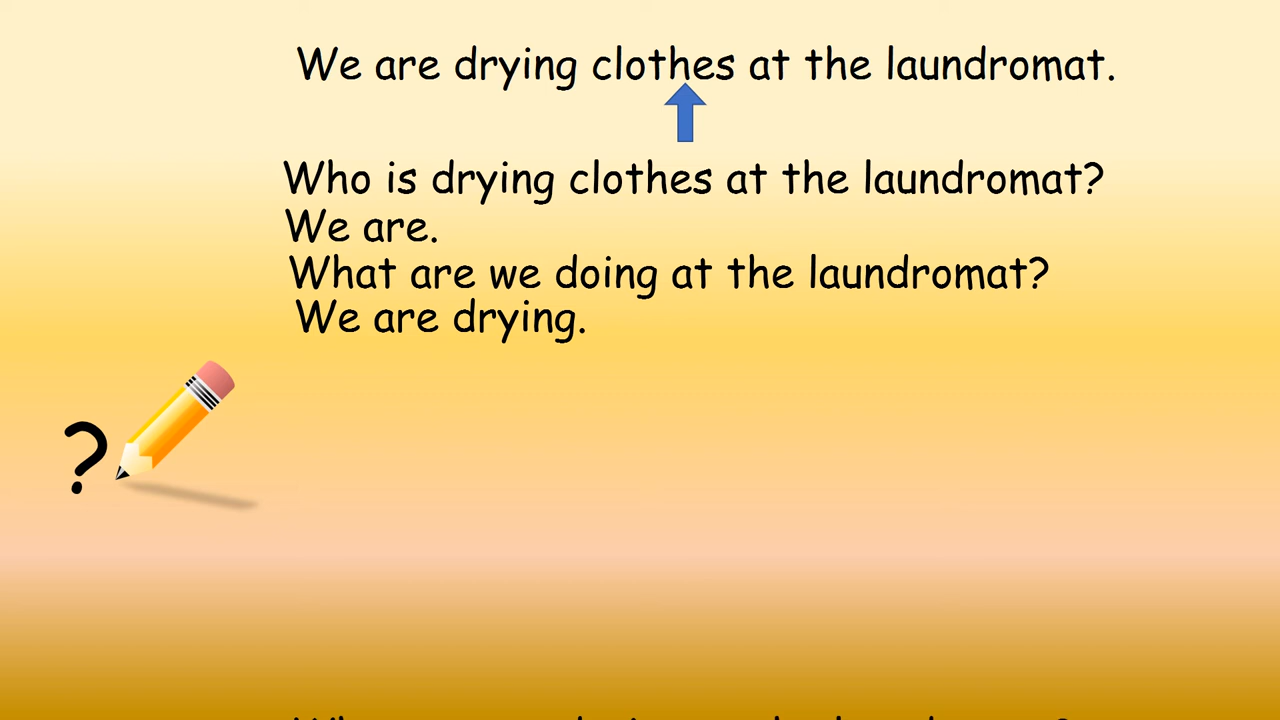 We are drying clothes at the laundromat.
Who is drying clothes at the laundromat?
We are.
What are we doing at the laundromat?
We are drying.
?